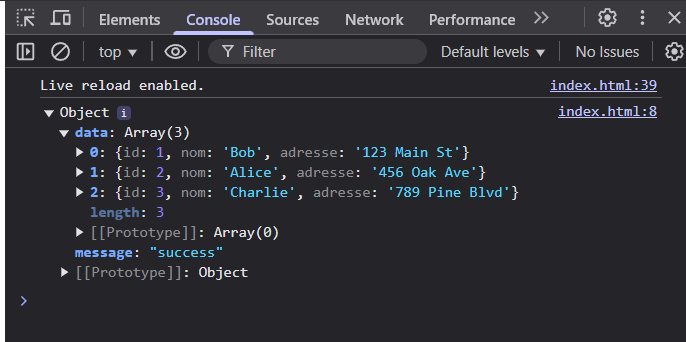 Elements Console Sources Network Performance
top Filter Default levels No Issues
Live reload enabled. index.html:39
Object i index.html:8
data: Array(3)
0: {id: 1, nom: 'Bob', adresse: '123 Main St'}
1: {id: 2, nom: 'Alice', adresse: '456 Oak Ave'}
2: {id: 3, nom: 'Charlie', adresse: '789 Pine Blvd'}
length: 3
[[Prototype]]: Array(0)
message: "success"
[[Prototype]]: Object